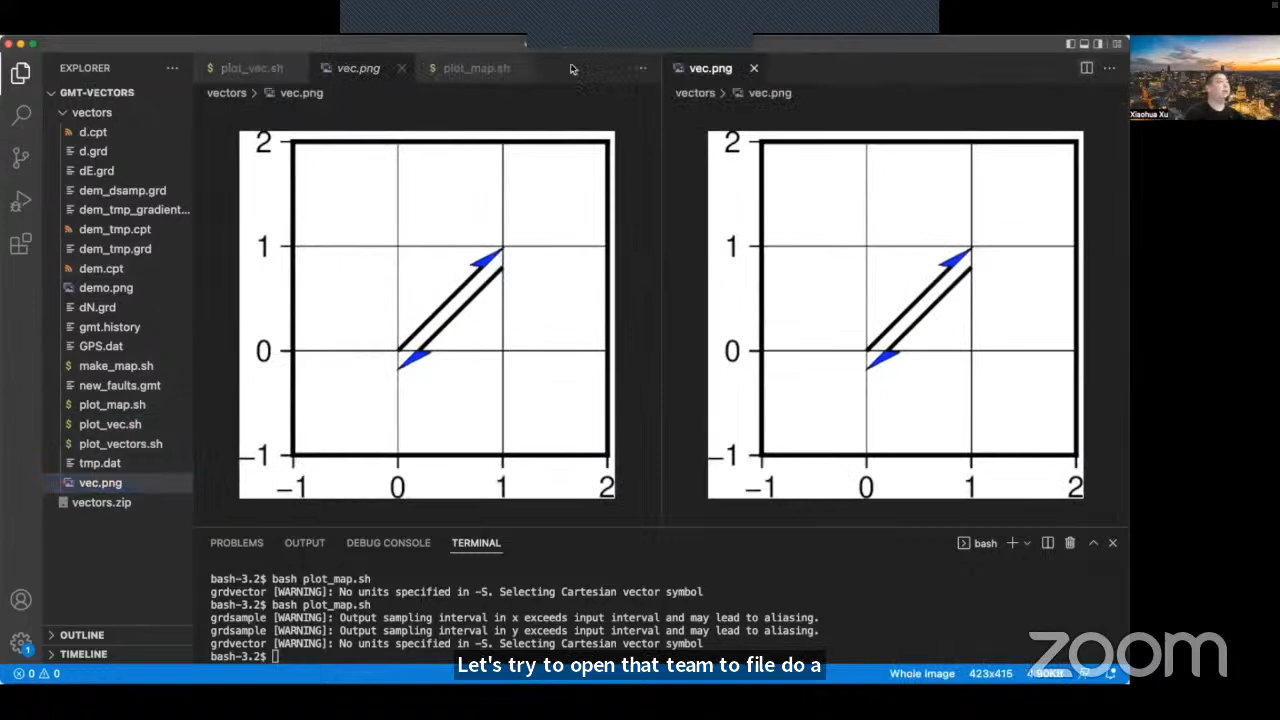 EXPLORER
GMT-VECTORS
vectors
d.cpt
d.grd
dE.grd
dem_dsamp.grd
dem_tmp_gradient...
dem_tmp.cpt
dem_tmp.grd
dem.cpt
demo.png
dN.grd
gmt.history
GPS.dat
make_map.sh
new_faults.gmt
plot_map.sh
plot_vec.sh
plot_vectors.sh
tmp.dat
vec.png
vectors.zip
OUTLINE
TIMELINE
plot_vec.sh vec.png plot_map.sh
vectors > vec.png
2
1
0
−1
−1 0 1 2
vec.png
vectors > vec.png
2
1
0
−1
−1 0 1 2
PROBLEMS OUTPUT DEBUG CONSOLE TERMINAL
bash
bash-3.2$ bash plot_map.sh
grdvector [WARNING]: No units specified in -S. Selecting Cartesian vector symbol
bash-3.2$ bash plot_map.sh
grdsample [WARNING]: Output sampling interval in x exceeds input interval and may lead to aliasing.
grdsample [WARNING]: Output sampling interval in y exceeds input interval and may lead to aliasing.
grdvector [WARNING]: No units specified in -S. Selecting Cartesian vector symbol
bash-3.2$
Let's try to open that team to file do a
1
0 0
Whole Image 423x415 4.90KB
Xiaohua Xu
zoom